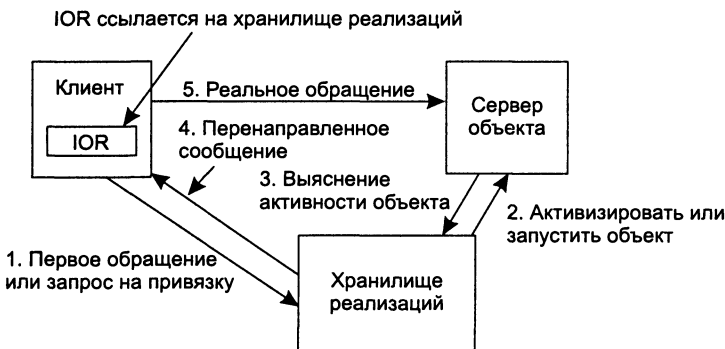 IOR ссылается на хранилище реализаций
Клиент
IOR
5. Реальное обращение
Сервер
объекта
4. Перенаправленное
сообщение
3. Выяснение
активности объекта
2. Активизировать или
запустить объект
1. Первое обращение
или запрос на привязку
Хранилище
реализаций